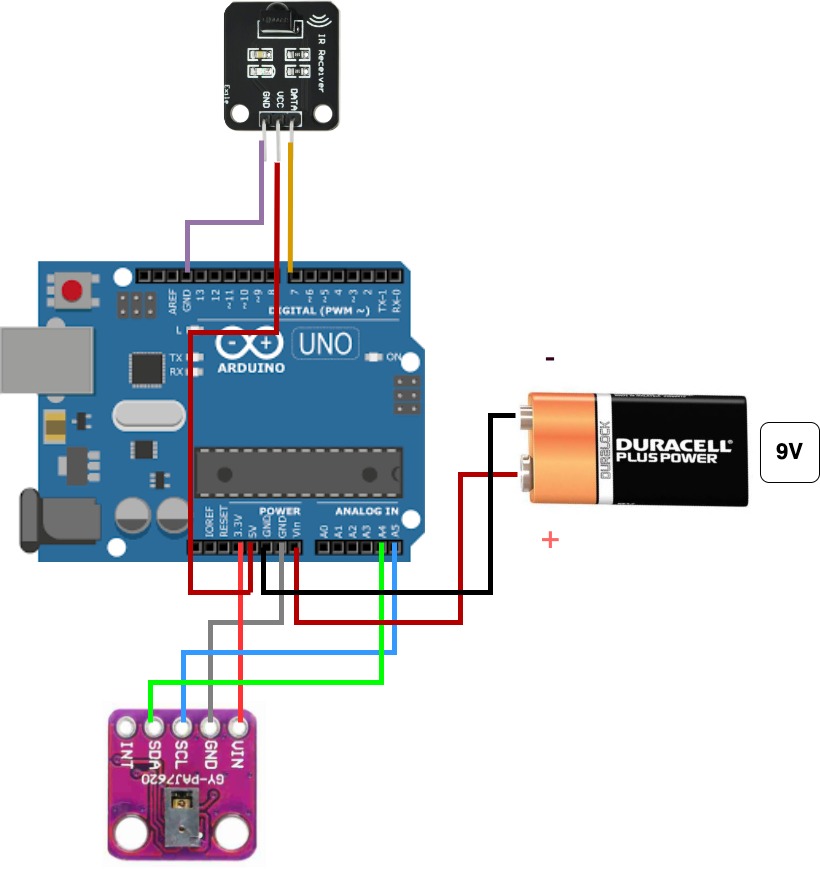 IR Receiver
Exile
GND
VCC
DATA
AREF
GND
13
12
~11
~10
~9
8
7
~6
~5
4
~3
2
TX-1
RX-0
DIGITAL (PWM ~)
L
TX
RX
- +
UNO
ARDUINO
ON
POWER
ANALOG IN
IOREF
RESET
3.3V
5V
GND
GND
Vin
A0
A1
A2
A3
A4
A5
-
DURALOCK
DURACELL®
PLUS POWER
9V
+
INT
SDA
SCL
GND
VIN
GY-PAJ7620